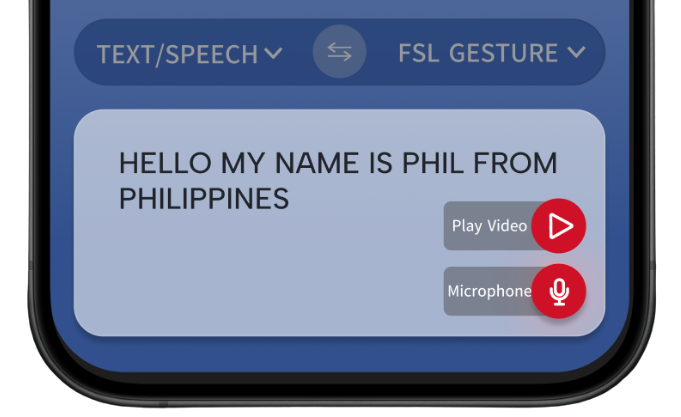 TEXT/SPEECH
FSL GESTURE
HELLO MY NAME IS PHIL FROM
PHILIPPINES
Play Video
Microphone